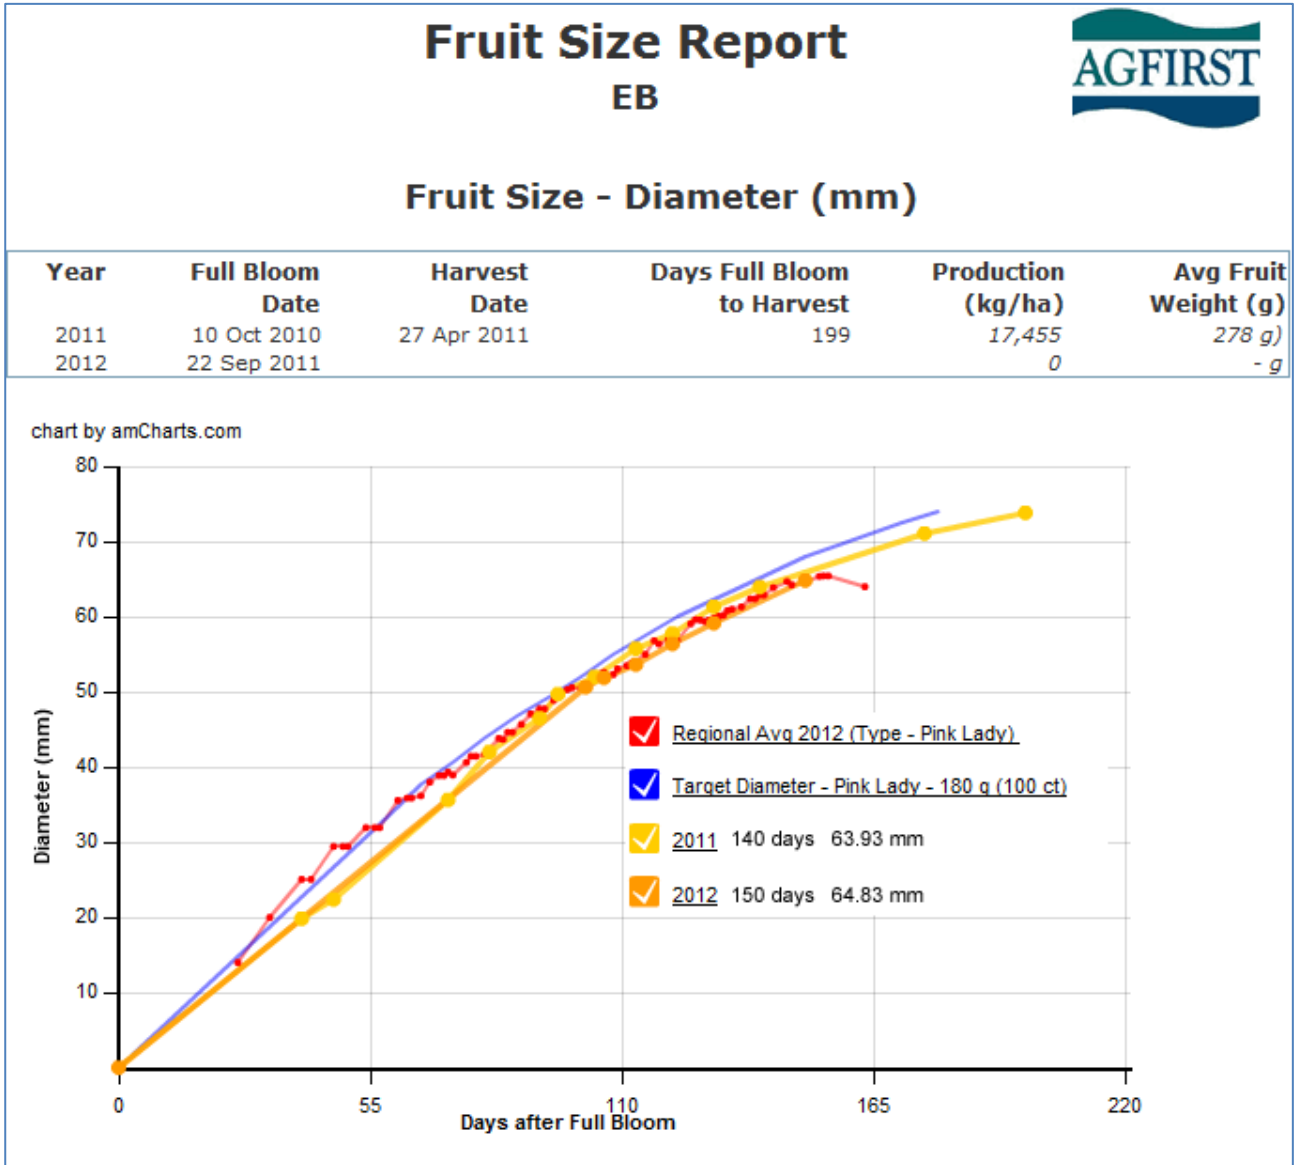 Fruit Size Report
EB
AGFIRST
Fruit Size - Diameter (mm)
Year Full Bloom Harvest Days Full Bloom Production Avg Fruit
Date Date to Harvest (kg/ha) Weight (g)
2011 10 Oct 2010 27 Apr 2011 199 17,455 278 g)
2012 22 Sep 2011 0 - g
chart by amCharts.com
80
70
60
50
40
30
20
10
Diameter (mm)
Regional Avg 2012 (Type - Pink Lady)
Target Diameter - Pink Lady - 180 g (100 ct)
2011 140 days 63.93 mm
2012 150 days 64.83 mm
0 55 110 165 220
Days after Full Bloom